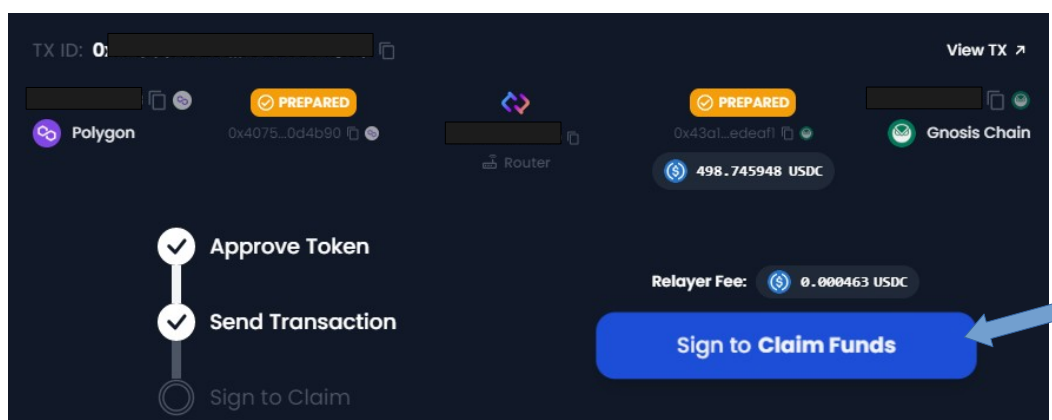 TX ID: 0
View TX
PREPARED
PREPARED
Polygon
0x4075...0d4b90
0x43a1...edeaf1
Gnosis Chain
Router
498.745948 USDC
Approve Token
Relayer Fee: 0.000463 USDC
Send Transaction
Sign to Claim Funds
Sign to Claim